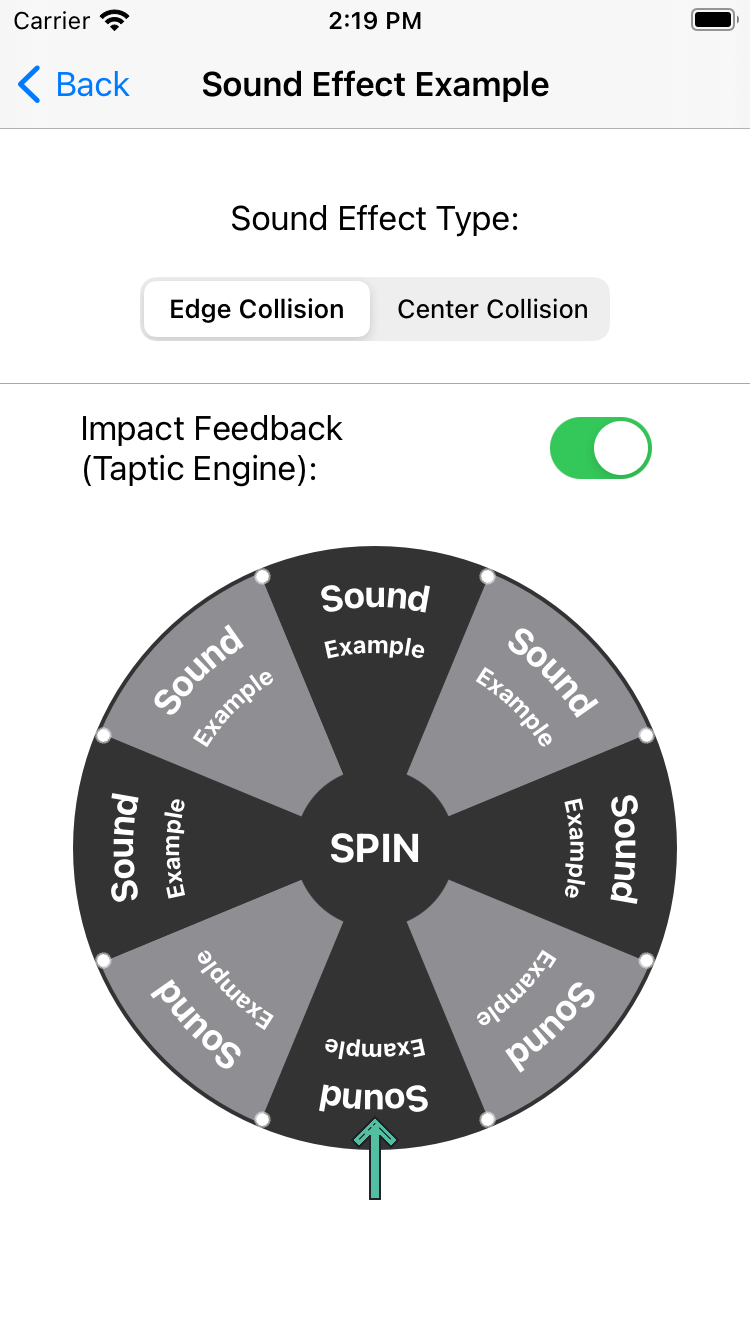 Carrier 2:19 PM
Back Sound Effect Example
Sound Effect Type:
Edge Collision Center Collision
Impact Feedback
(Taptic Engine):
Sound
Example
Sound
Example
Sound
Example
Sound
Example
SPIN
Sound
Example
Sound
Example
Sound
Example
Sound
Example